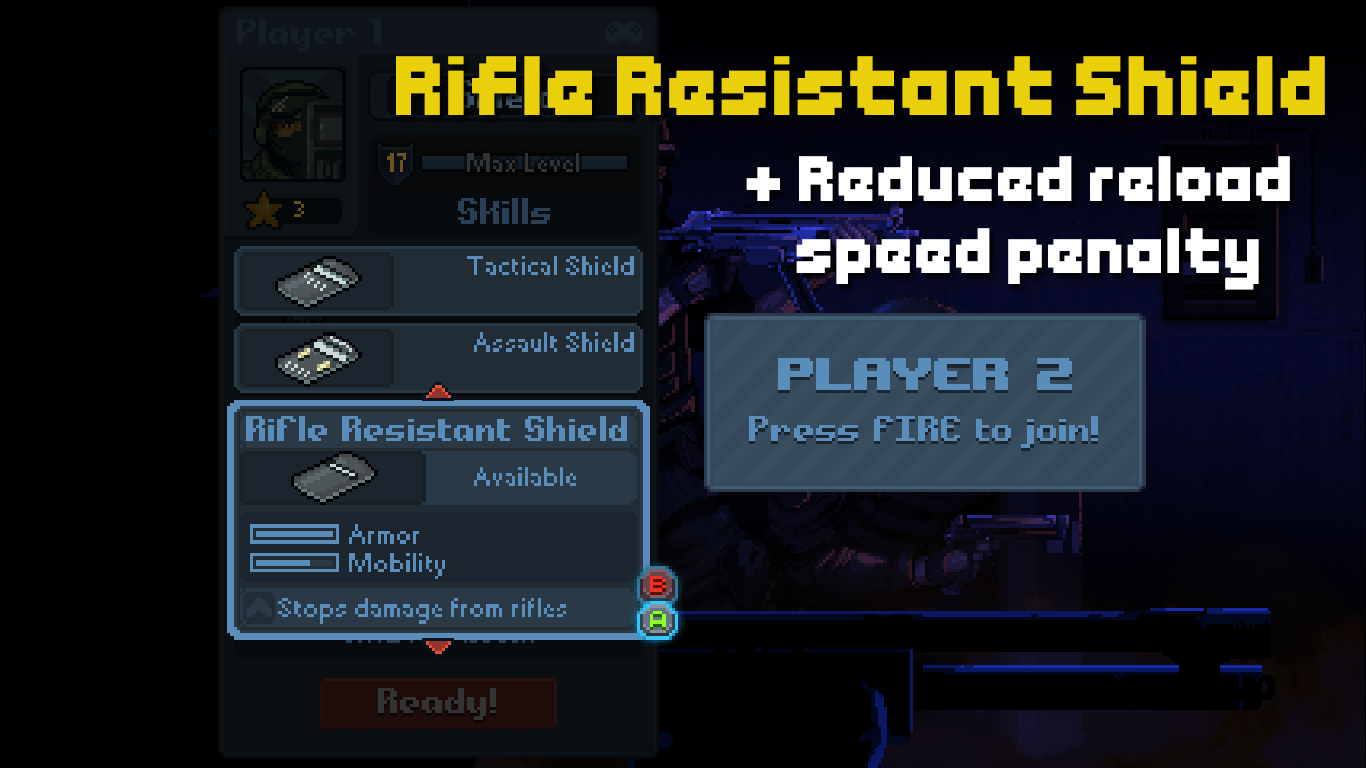 Player 1
Rifle Resistant Shield
17
Max Level
+ Reduced reload
speed penalty
3
Skills
Tactical Shield
Assault Shield
Rifle Resistant Shield
Available
Armor
Mobility
Stops damage from rifles
B
A
Ready!
PLAYER 2
Press FIRE to join!